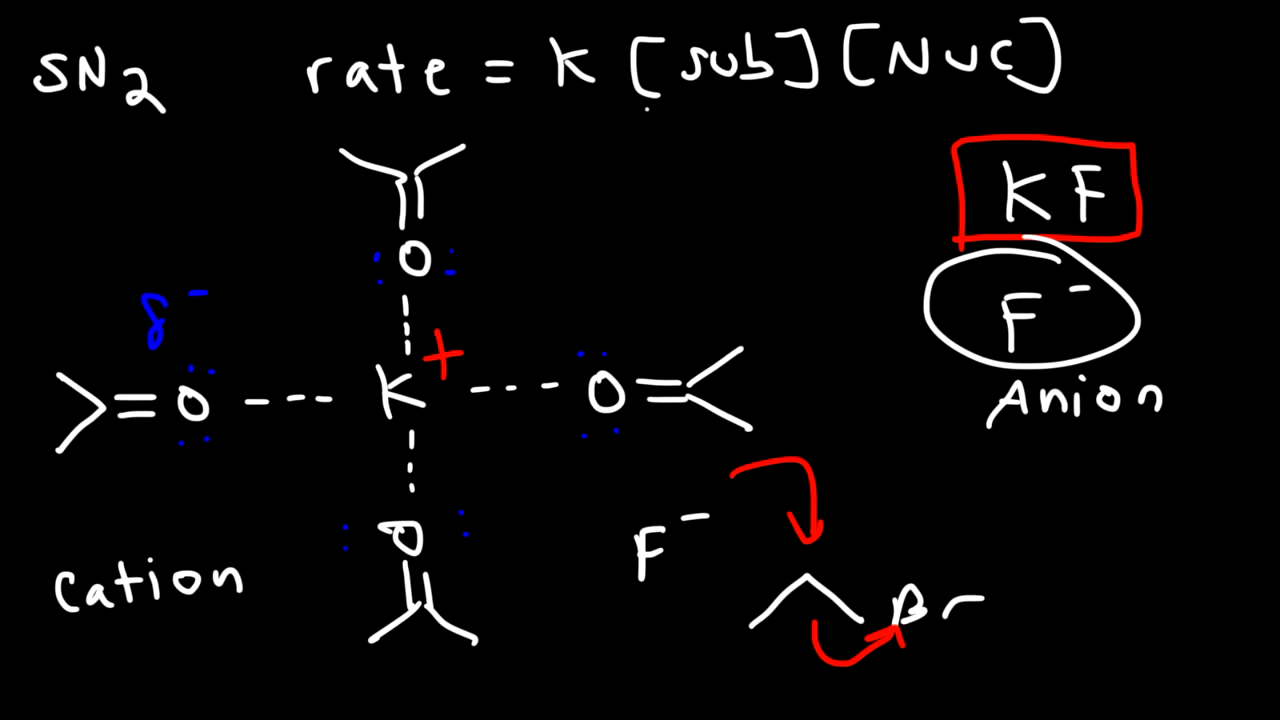 SN2 rate = K [sub] [Nuc]
KF
O
F⁻
δ⁻
O K⁺ O
Anion
F⁻
O
cation
Br